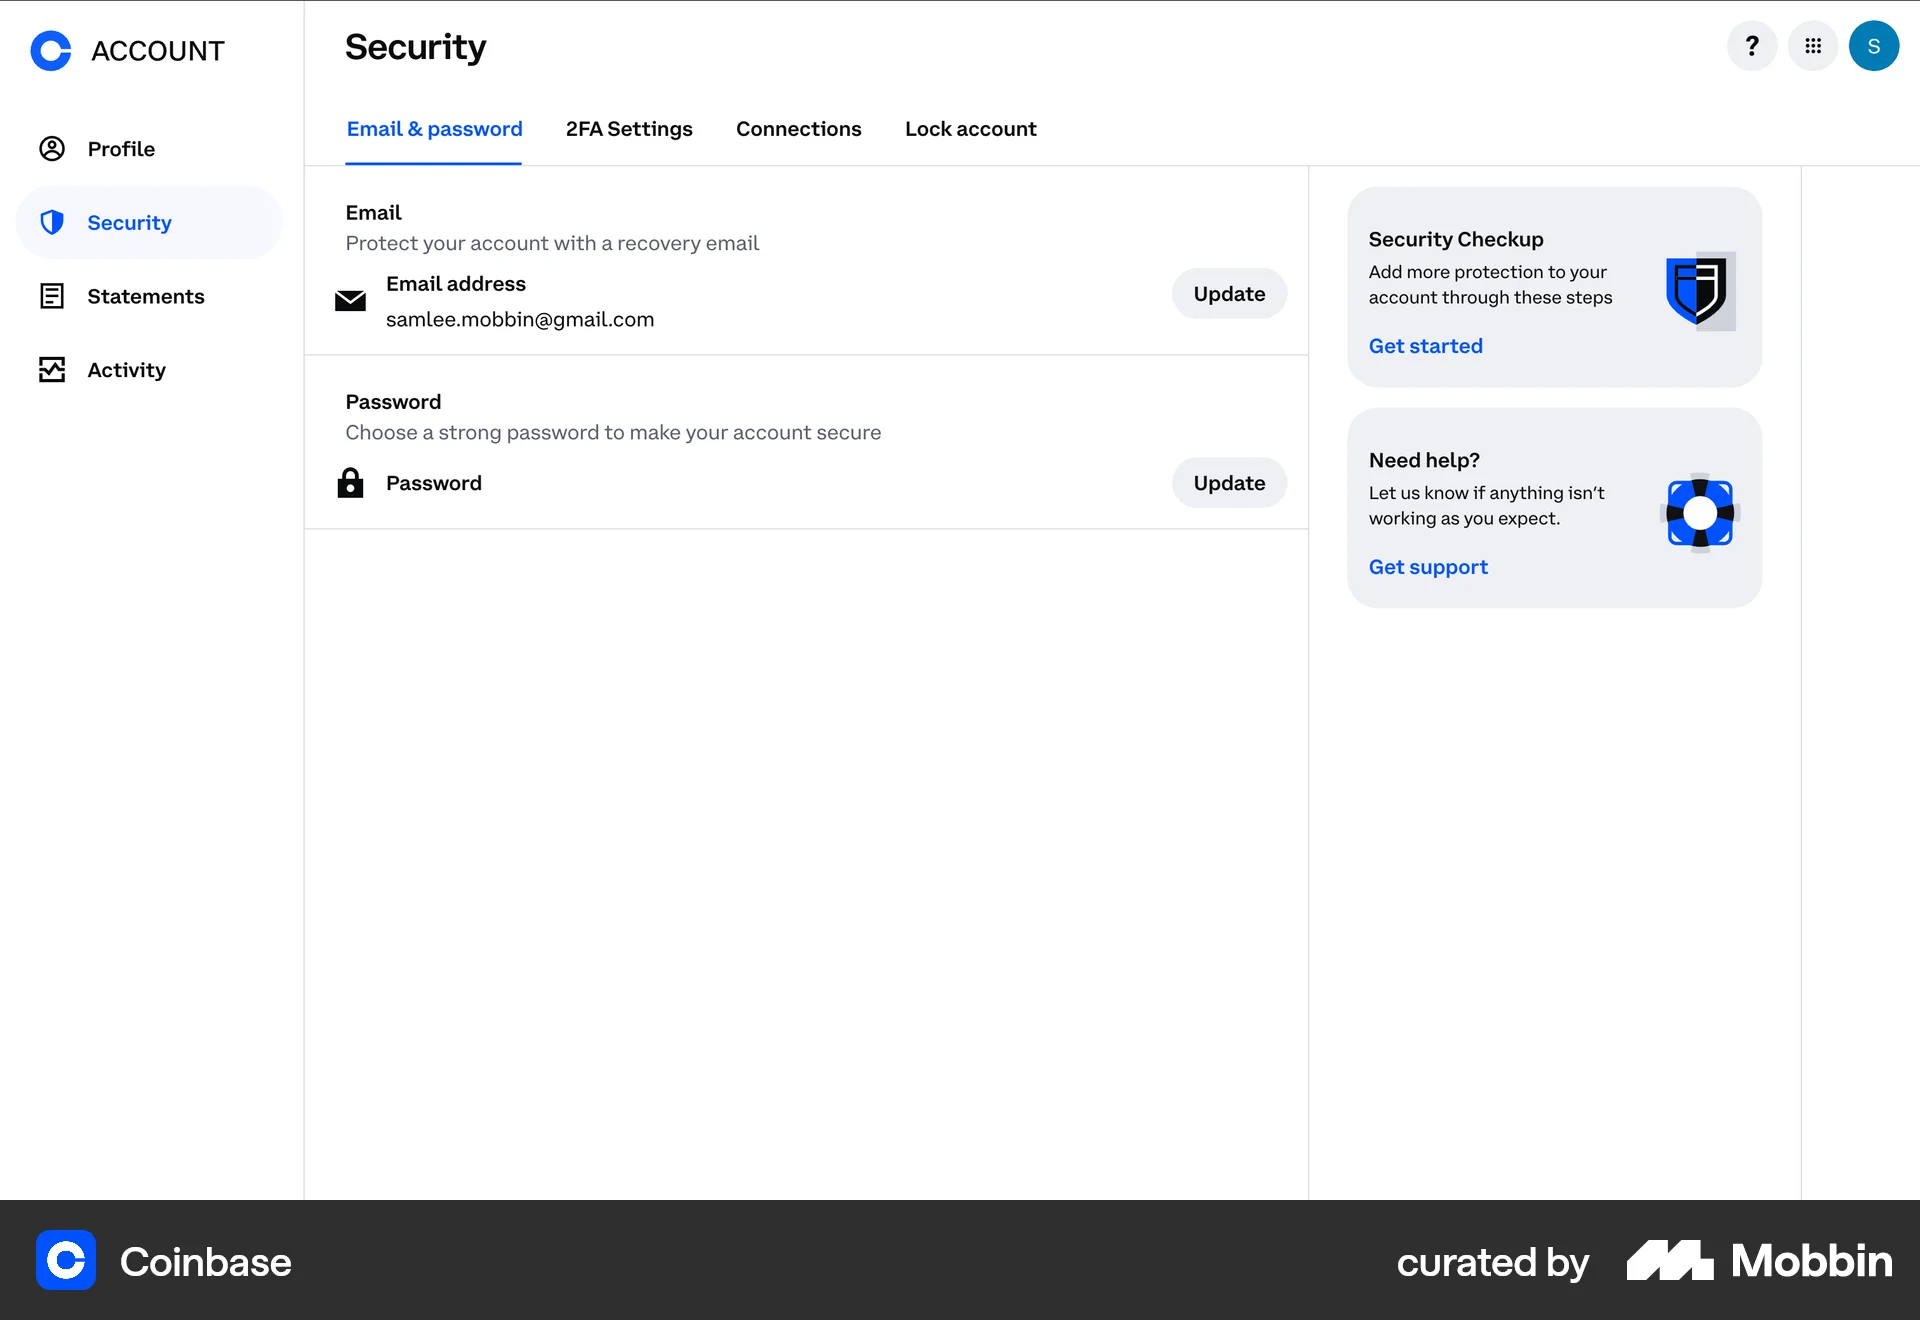 ACCOUNT
Profile
Security
Statements
Activity
Security
?
S
Email & password
2FA Settings
Connections
Lock account
Email
Protect your account with a recovery email
Email address
samlee.mobbin@gmail.com
Update
Password
Choose a strong password to make your account secure
Password
Update
Security Checkup
Add more protection to your
account through these steps
Get started
Need help?
Let us know if anything isn’t
working as you expect.
Get support
Coinbase
curated by
Mobbin